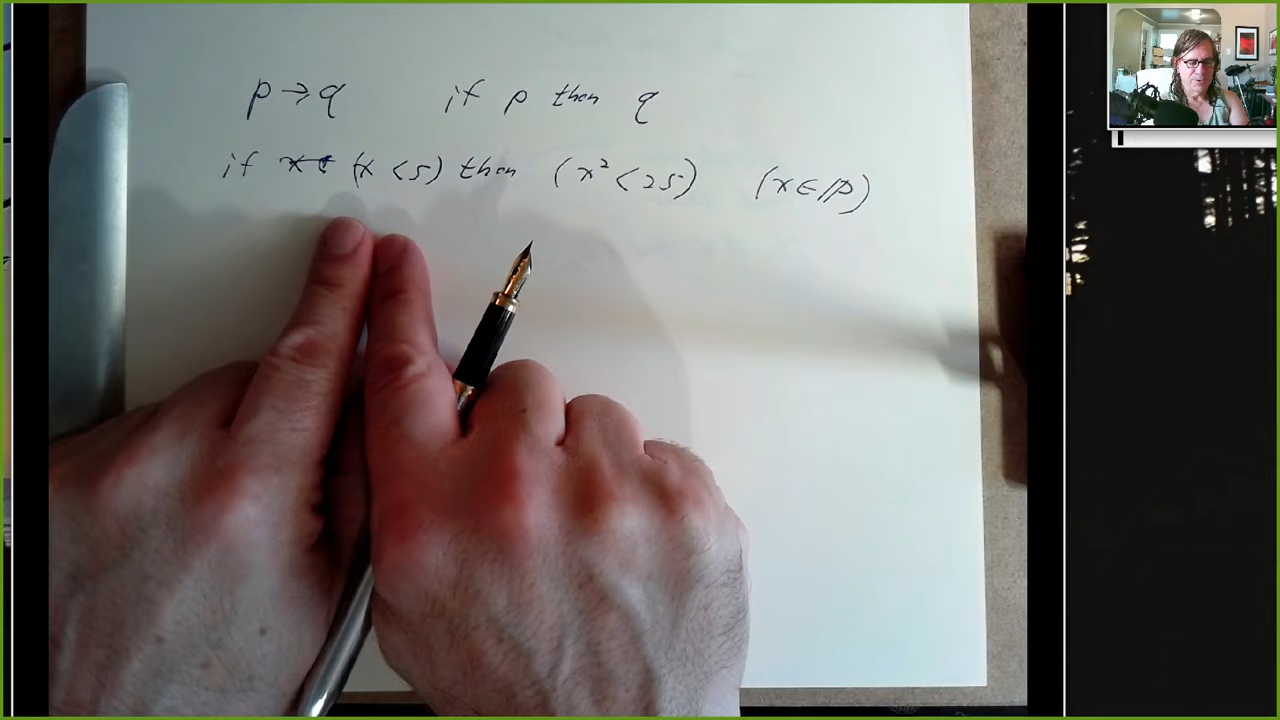 p → q if p then q
if (x < 5) then (x² < 25) (x ∈ ℝ)